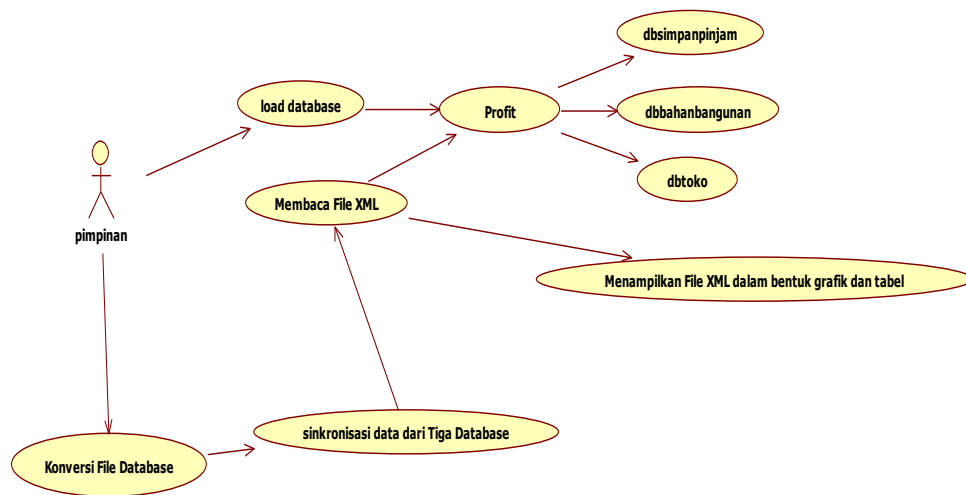 dbsimpanpinjam
load database
Profit
dbbahanbangunan
dbtoko
Membaca File XML
pimpinan
Menampilkan File XML dalam bentuk grafik dan tabel
sinkronisasi data dari Tiga Database
Konversi File Database